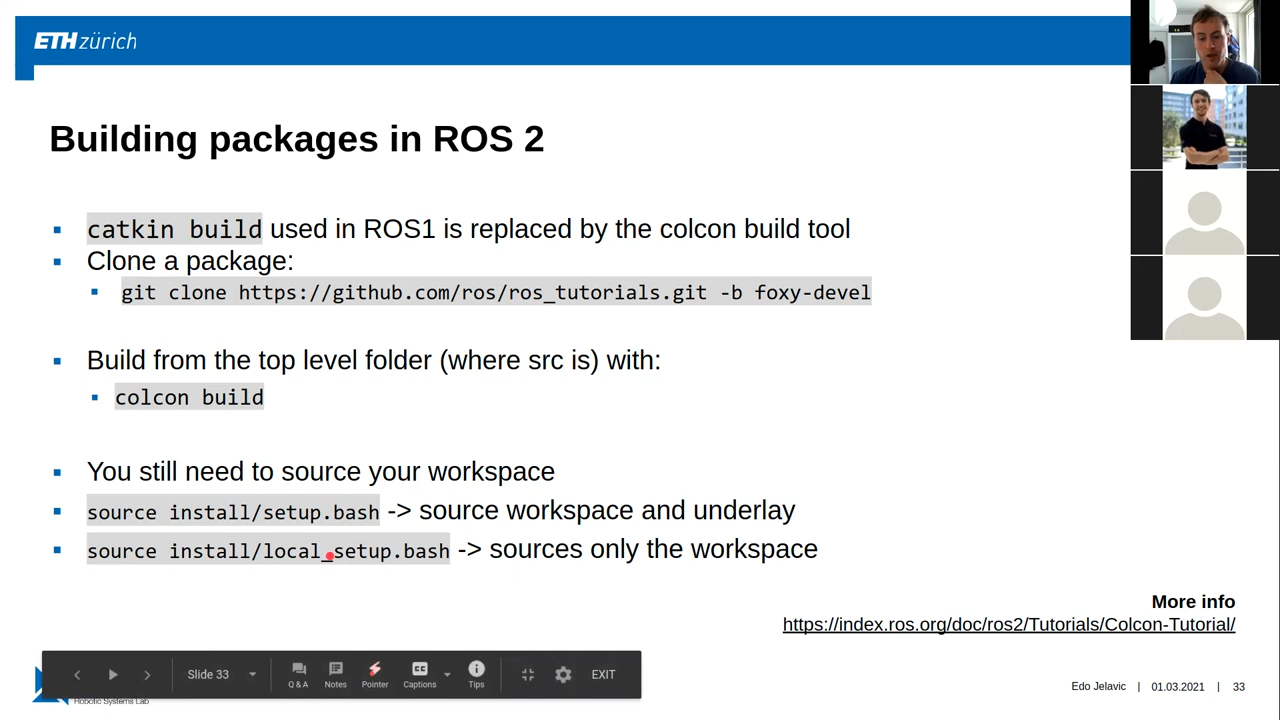 ETH zürich
Building packages in ROS 2
catkin build used in ROS1 is replaced by the colcon build tool
Clone a package:
git clone https://github.com/ros/ros_tutorials.git -b foxy-devel
Build from the top level folder (where src is) with:
colcon build
You still need to source your workspace
source install/setup.bash -> source workspace and underlay
source install/local_setup.bash -> sources only the workspace
More info
https://index.ros.org/doc/ros2/Tutorials/Colcon-Tutorial/
Slide 33
Q & A
Notes
Pointer
CC
Captions
Tips
EXIT
Robotic Systems Lab
Edo Jelavic | 01.03.2021 | 33